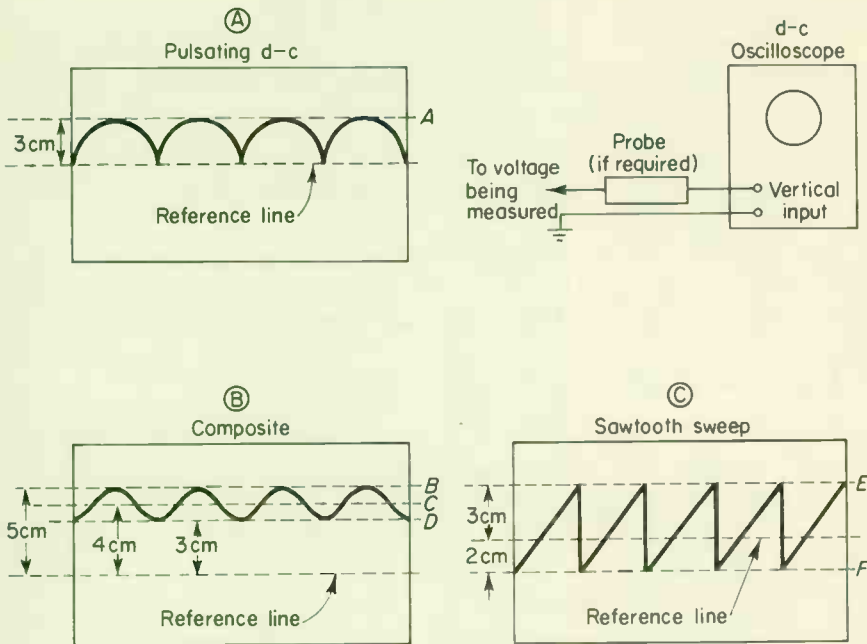 A
Pulsating d-c
A
3cm
Reference line
d-c
Oscilloscope
Probe
(if required)
To voltage
being
measured
Vertical
input
B
Composite
B
C
D
5cm
4cm
3cm
Reference line
C
Sawtooth sweep
E
3cm
2cm
F
Reference line